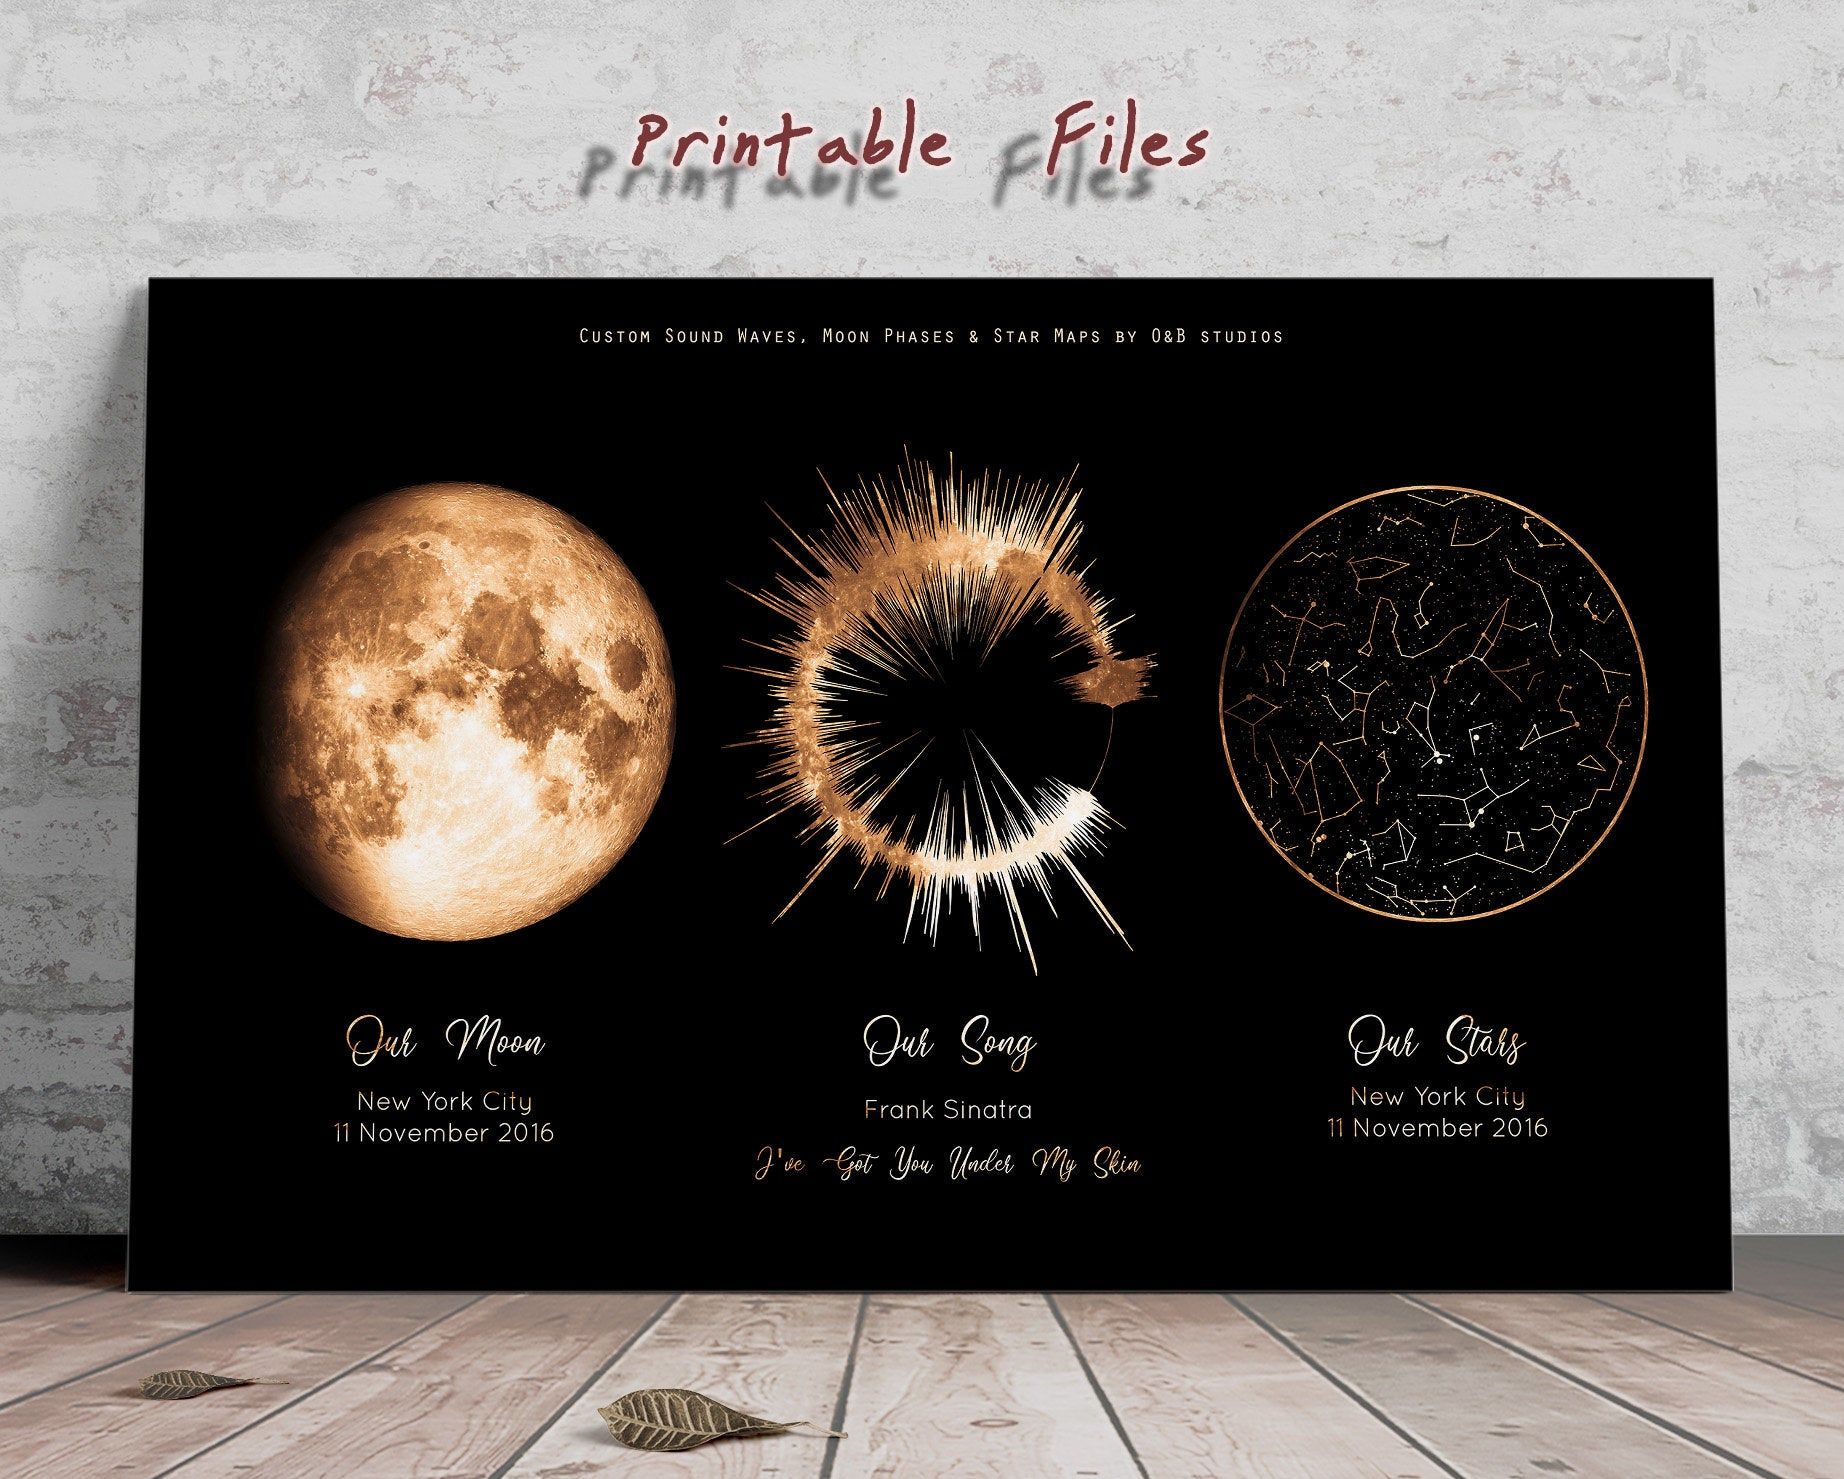 Printable Files
Custom Sound Waves, Moon Phases & Star Maps by O&B studios
Our Moon
New York City
11 November 2016
Our Song
Frank Sinatra
I've Got You Under My Skin
Our Stars
New York City
11 November 2016